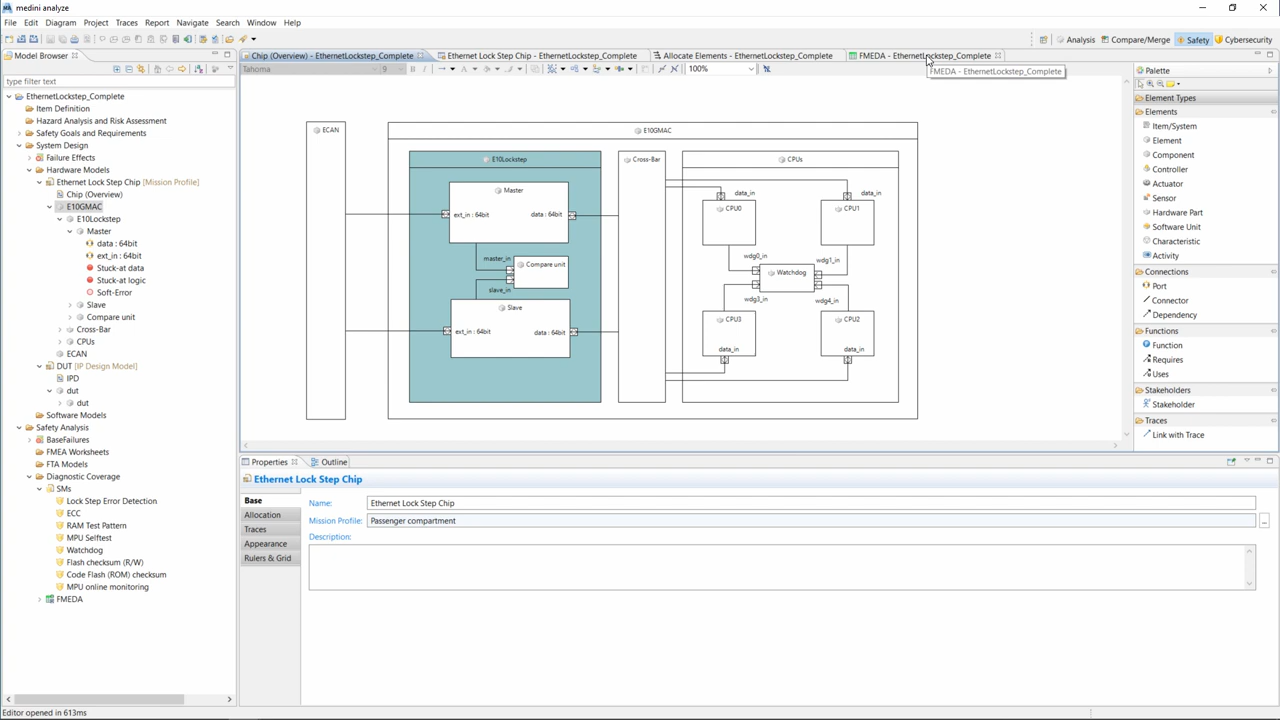 medini analyze
File Edit Diagram Project Traces Report Navigate Search Window Help
Analysis Compare/Merge Safety Cybersecurity
Model Browser
type filter text
EthernetLockstep_Complete
Item Definition
Hazard Analysis and Risk Assessment
Safety Goals and Requirements
System Design
Failure Effects
Hardware Models
Ethernet Lock Step Chip [Mission Profile]
Chip (Overview)
E10GMAC
E10Lockstep
Master
data : 64bit
ext_in : 64bit
Stuck-at data
Stuck-at logic
Soft-Error
Slave
Compare unit
Cross-Bar
CPUs
ECAN
DUT [IP Design Model]
IPD
dut
dut
Software Models
Safety Analysis
BaseFailures
FMEA Worksheets
FTA Models
Diagnostic Coverage
SMs
Lock Step Error Detection
ECC
RAM Test Pattern
MPU Selftest
Watchdog
Flash checksum (R/W)
Code Flash (ROM) checksum
MPU online monitoring
FMEDA
Chip (Overview) - EthernetLockstep_Complete
Ethernet Lock Step Chip - EthernetLockstep_Complete
Allocate Elements - EthernetLockstep_Complete
FMEDA - EthernetLockstep_Complete
FMEDA - EthernetLockstep_Complete
Tahoma 9 B I A 100%
ECAN
E10GMAC
E10Lockstep
Cross-Bar
CPUs
Master
ext_in : 64bit
data : 64bit
master_in
Compare unit
slave_in
Slave
ext_in : 64bit
data : 64bit
data_in
data_in
CPU0
CPU1
wdg0_in
wdg1_in
Watchdog
wdg3_in
wdg4_in
CPU3
CPU2
data_in
data_in
Palette
Element Types
Elements
Item/System
Element
Component
Controller
Actuator
Sensor
Hardware Part
Software Unit
Characteristic
Activity
Connections
Port
Connector
Dependency
Functions
Function
Requires
Uses
Stakeholders
Stakeholder
Traces
Link with Trace
Properties Outline
Ethernet Lock Step Chip
Base
Allocation
Traces
Appearance
Rulers & Grid
Name: Ethernet Lock Step Chip
Mission Profile: Passenger compartment ...
Description:
Editor opened in 613ms